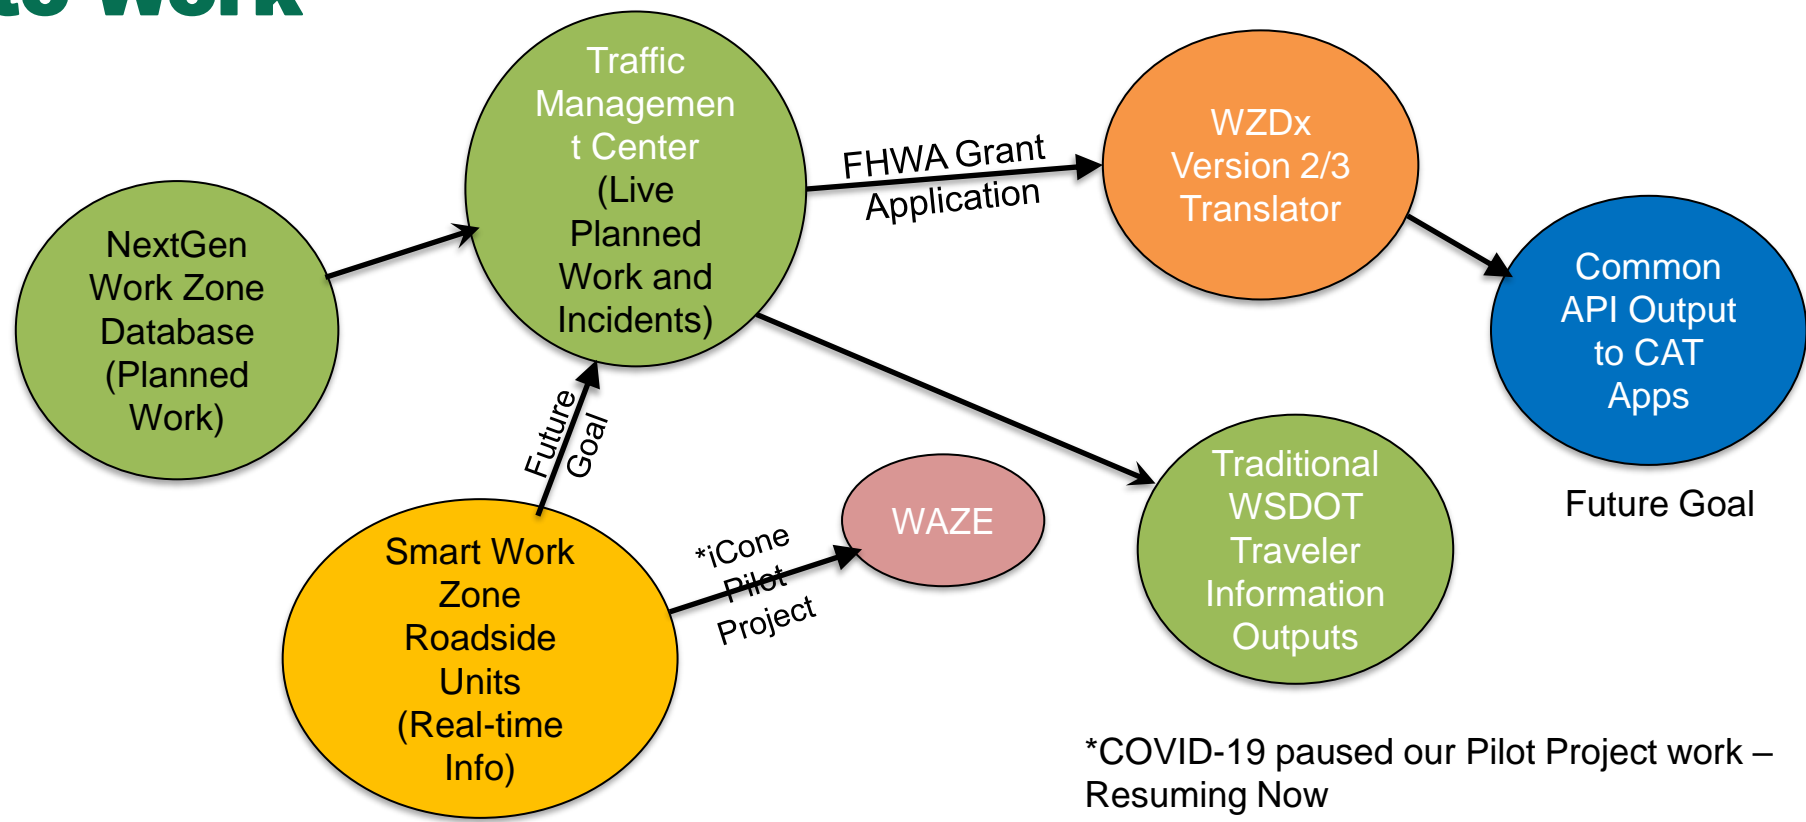 to Work
Traffic
Managemen
t Center
(Live
Planned
Work and
Incidents)
NextGen
Work Zone
Database
(Planned
Work)
FHWA Grant
Application
WZDx
Version 2/3
Translator
Common
API Output
to CAT
Apps
Future Goal
Future
Goal
Smart Work
Zone
Roadside
Units
(Real-time
Info)
*iCone
Pilot
Project
WAZE
Traditional
WSDOT
Traveler
Information
Outputs
*COVID-19 paused our Pilot Project work –
Resuming Now